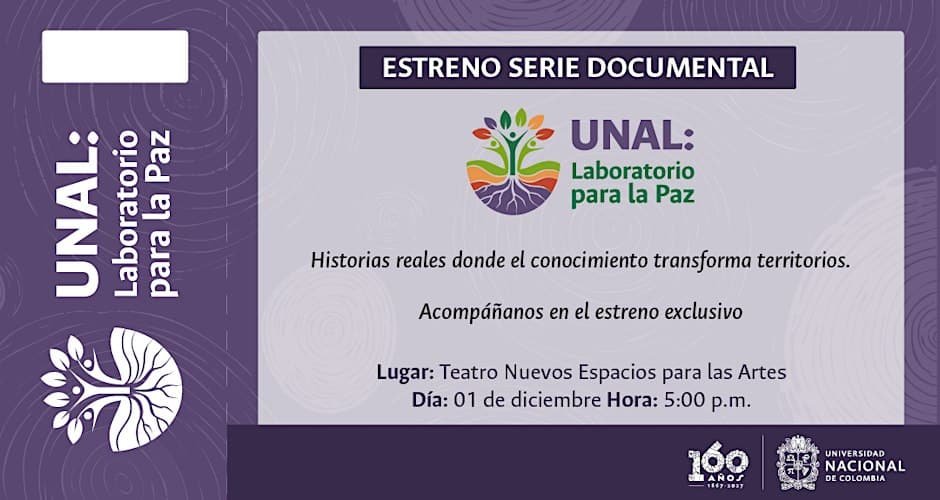 UNAL:
Laboratorio
para la Paz
ESTRENO SERIE DOCUMENTAL
UNAL:
Laboratorio
para la Paz
Historias reales donde el conocimiento transforma territorios.
Acompáñanos en el estreno exclusivo
Lugar: Teatro Nuevos Espacios para las Artes
Día: 01 de diciembre Hora: 5:00 p.m.
160
AÑOS
1867-2027
UNIVERSIDAD
NACIONAL
DE COLOMBIA